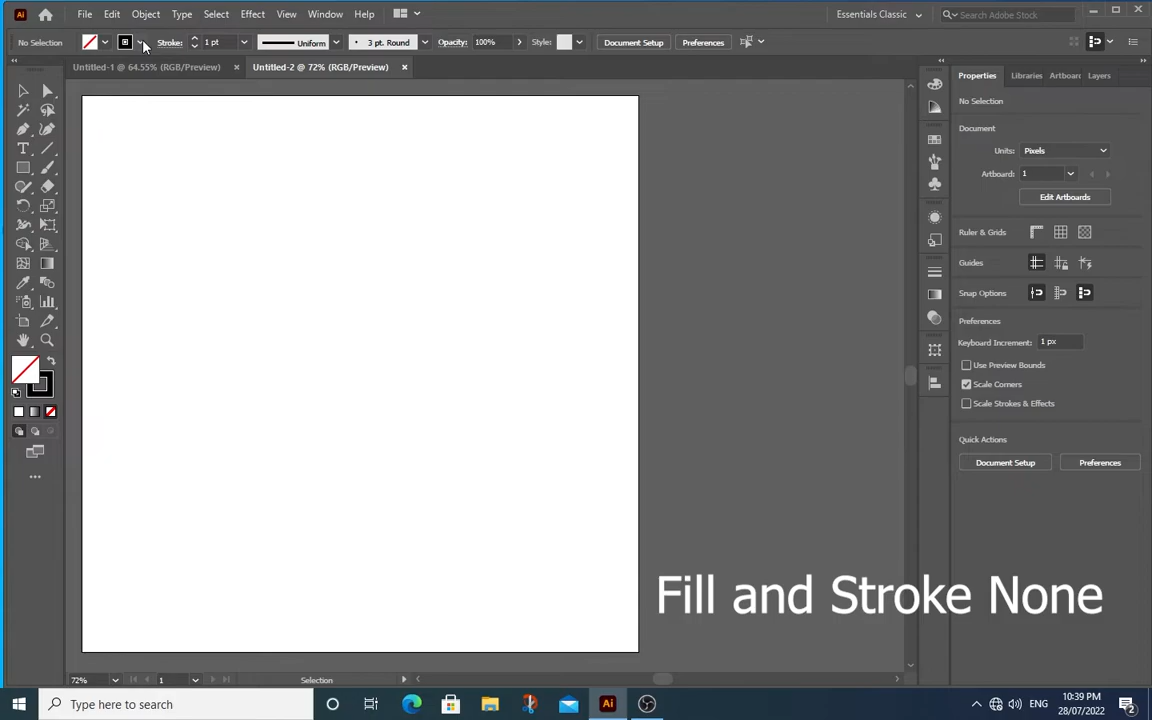 Ai File Edit Object Type Select Effect View Window Help Essentials Classic Search Adobe Stock
No Selection Stroke: 1 pt Uniform 3 pt. Round Opacity: 100% Style: Document Setup Preferences
Untitled-1 @ 64.55% (RGB/Preview) Untitled-2 @ 72% (RGB/Preview)
Properties Libraries Artboard Layers
No Selection
Document
Units: Pixels
Artboard: 1
Edit Artboards
Ruler & Grids
Guides
Snap Options
Preferences
Keyboard Increment: 1 px
Use Preview Bounds
Scale Corners
Scale Strokes & Effects
Quick Actions
Document Setup Preferences
Fill and Stroke None
72% 1 Selection
Type here to search Ai ENG 10:39 PM
28/07/2022 2